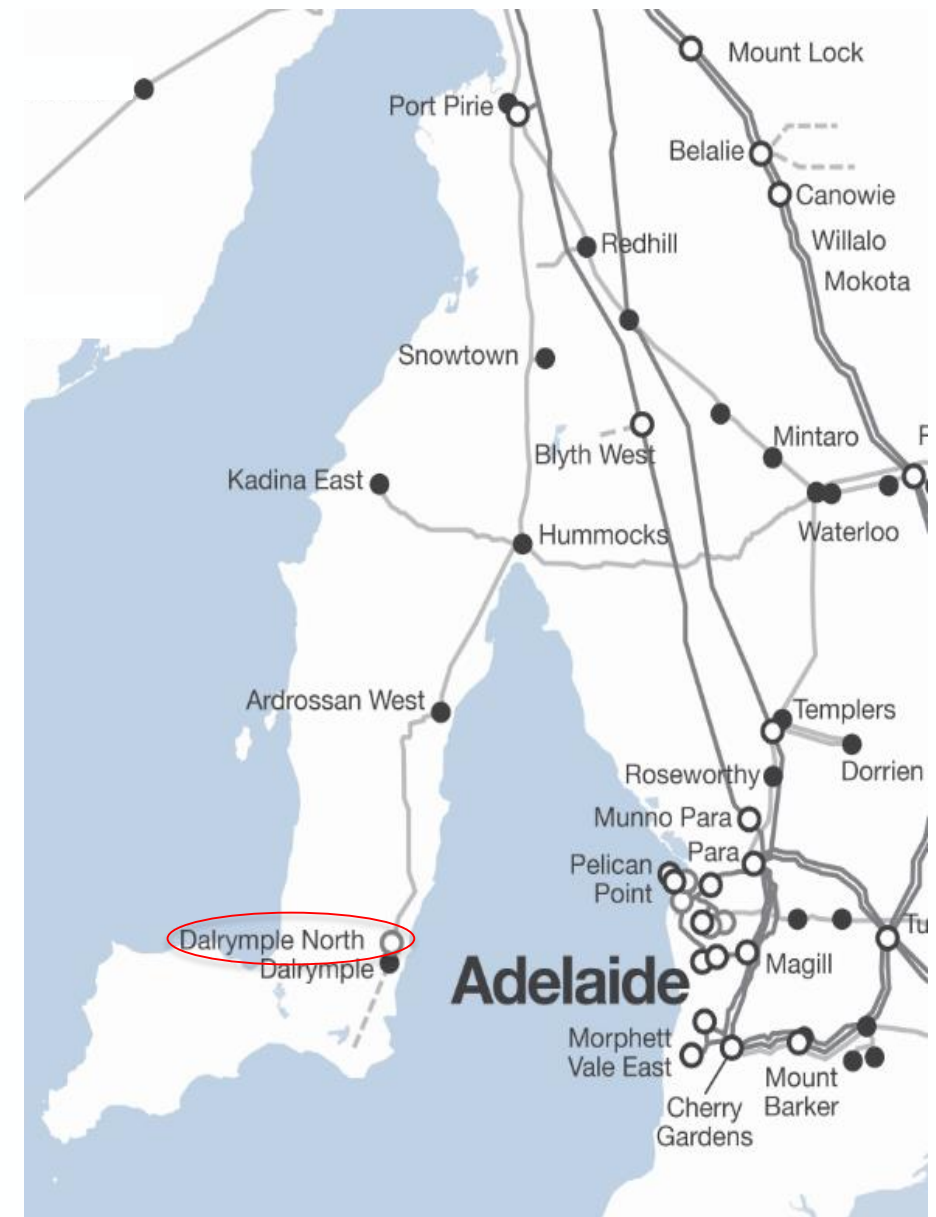 Mount Lock
Port Pirie
Belalie
Canowie
Willalo
Redhill
Mokota
Snowtown
Mintaro
Blyth West
Kadina East
Hummocks
Waterloo
Ardrossan West
Templers
Roseworthy
Dorrien
Munno Para
Para
Pelican
Point
Dalrymple North
Dalrymple
Magill
Adelaide
Morphett
Vale East
Mount
Barker
Cherry
Gardens